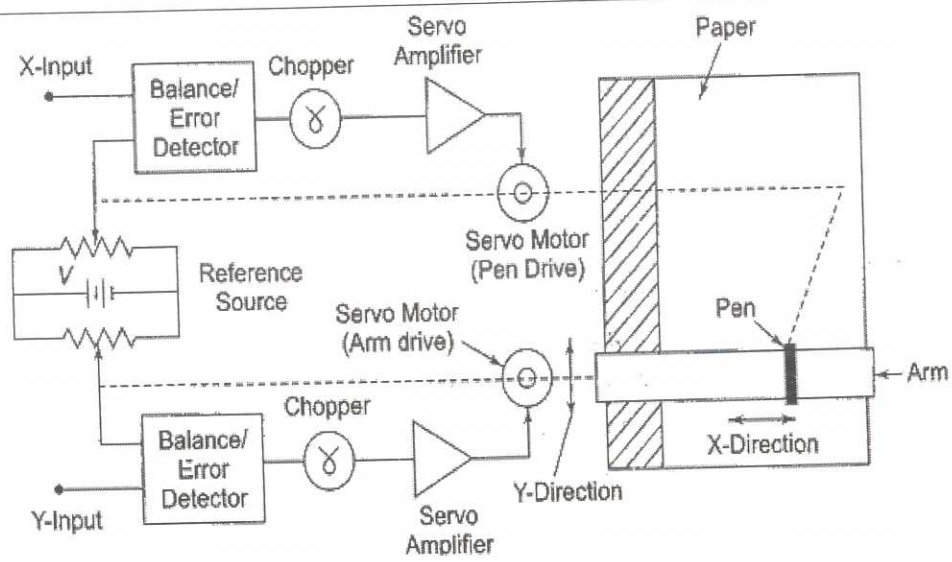 Servo
Amplifier
Paper
X-Input
Chopper
Balance/
Error
Detector
Servo Motor
(Pen Drive)
V
Reference
Source
Servo Motor
(Arm drive)
Pen
Arm
Chopper
X-Direction
Balance/
Error
Detector
Y-Direction
Y-Input
Servo
Amplifier